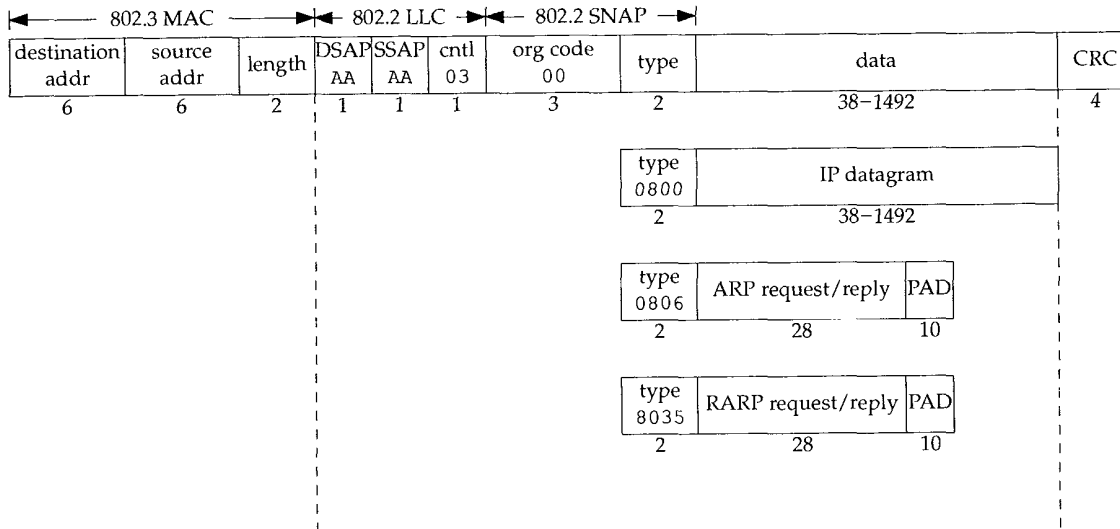 802.3 MAC 802.2 LLC 802.2 SNAP
destination addr source addr length DSAP AA SSAP AA cntl 03 org code 00 type data CRC
6 6 2 1 1 1 3 2 38−1492 4
type 0800 IP datagram
2 38−1492
type 0806 ARP request/reply PAD
2 28 10
type 8035 RARP request/reply PAD
2 28 10